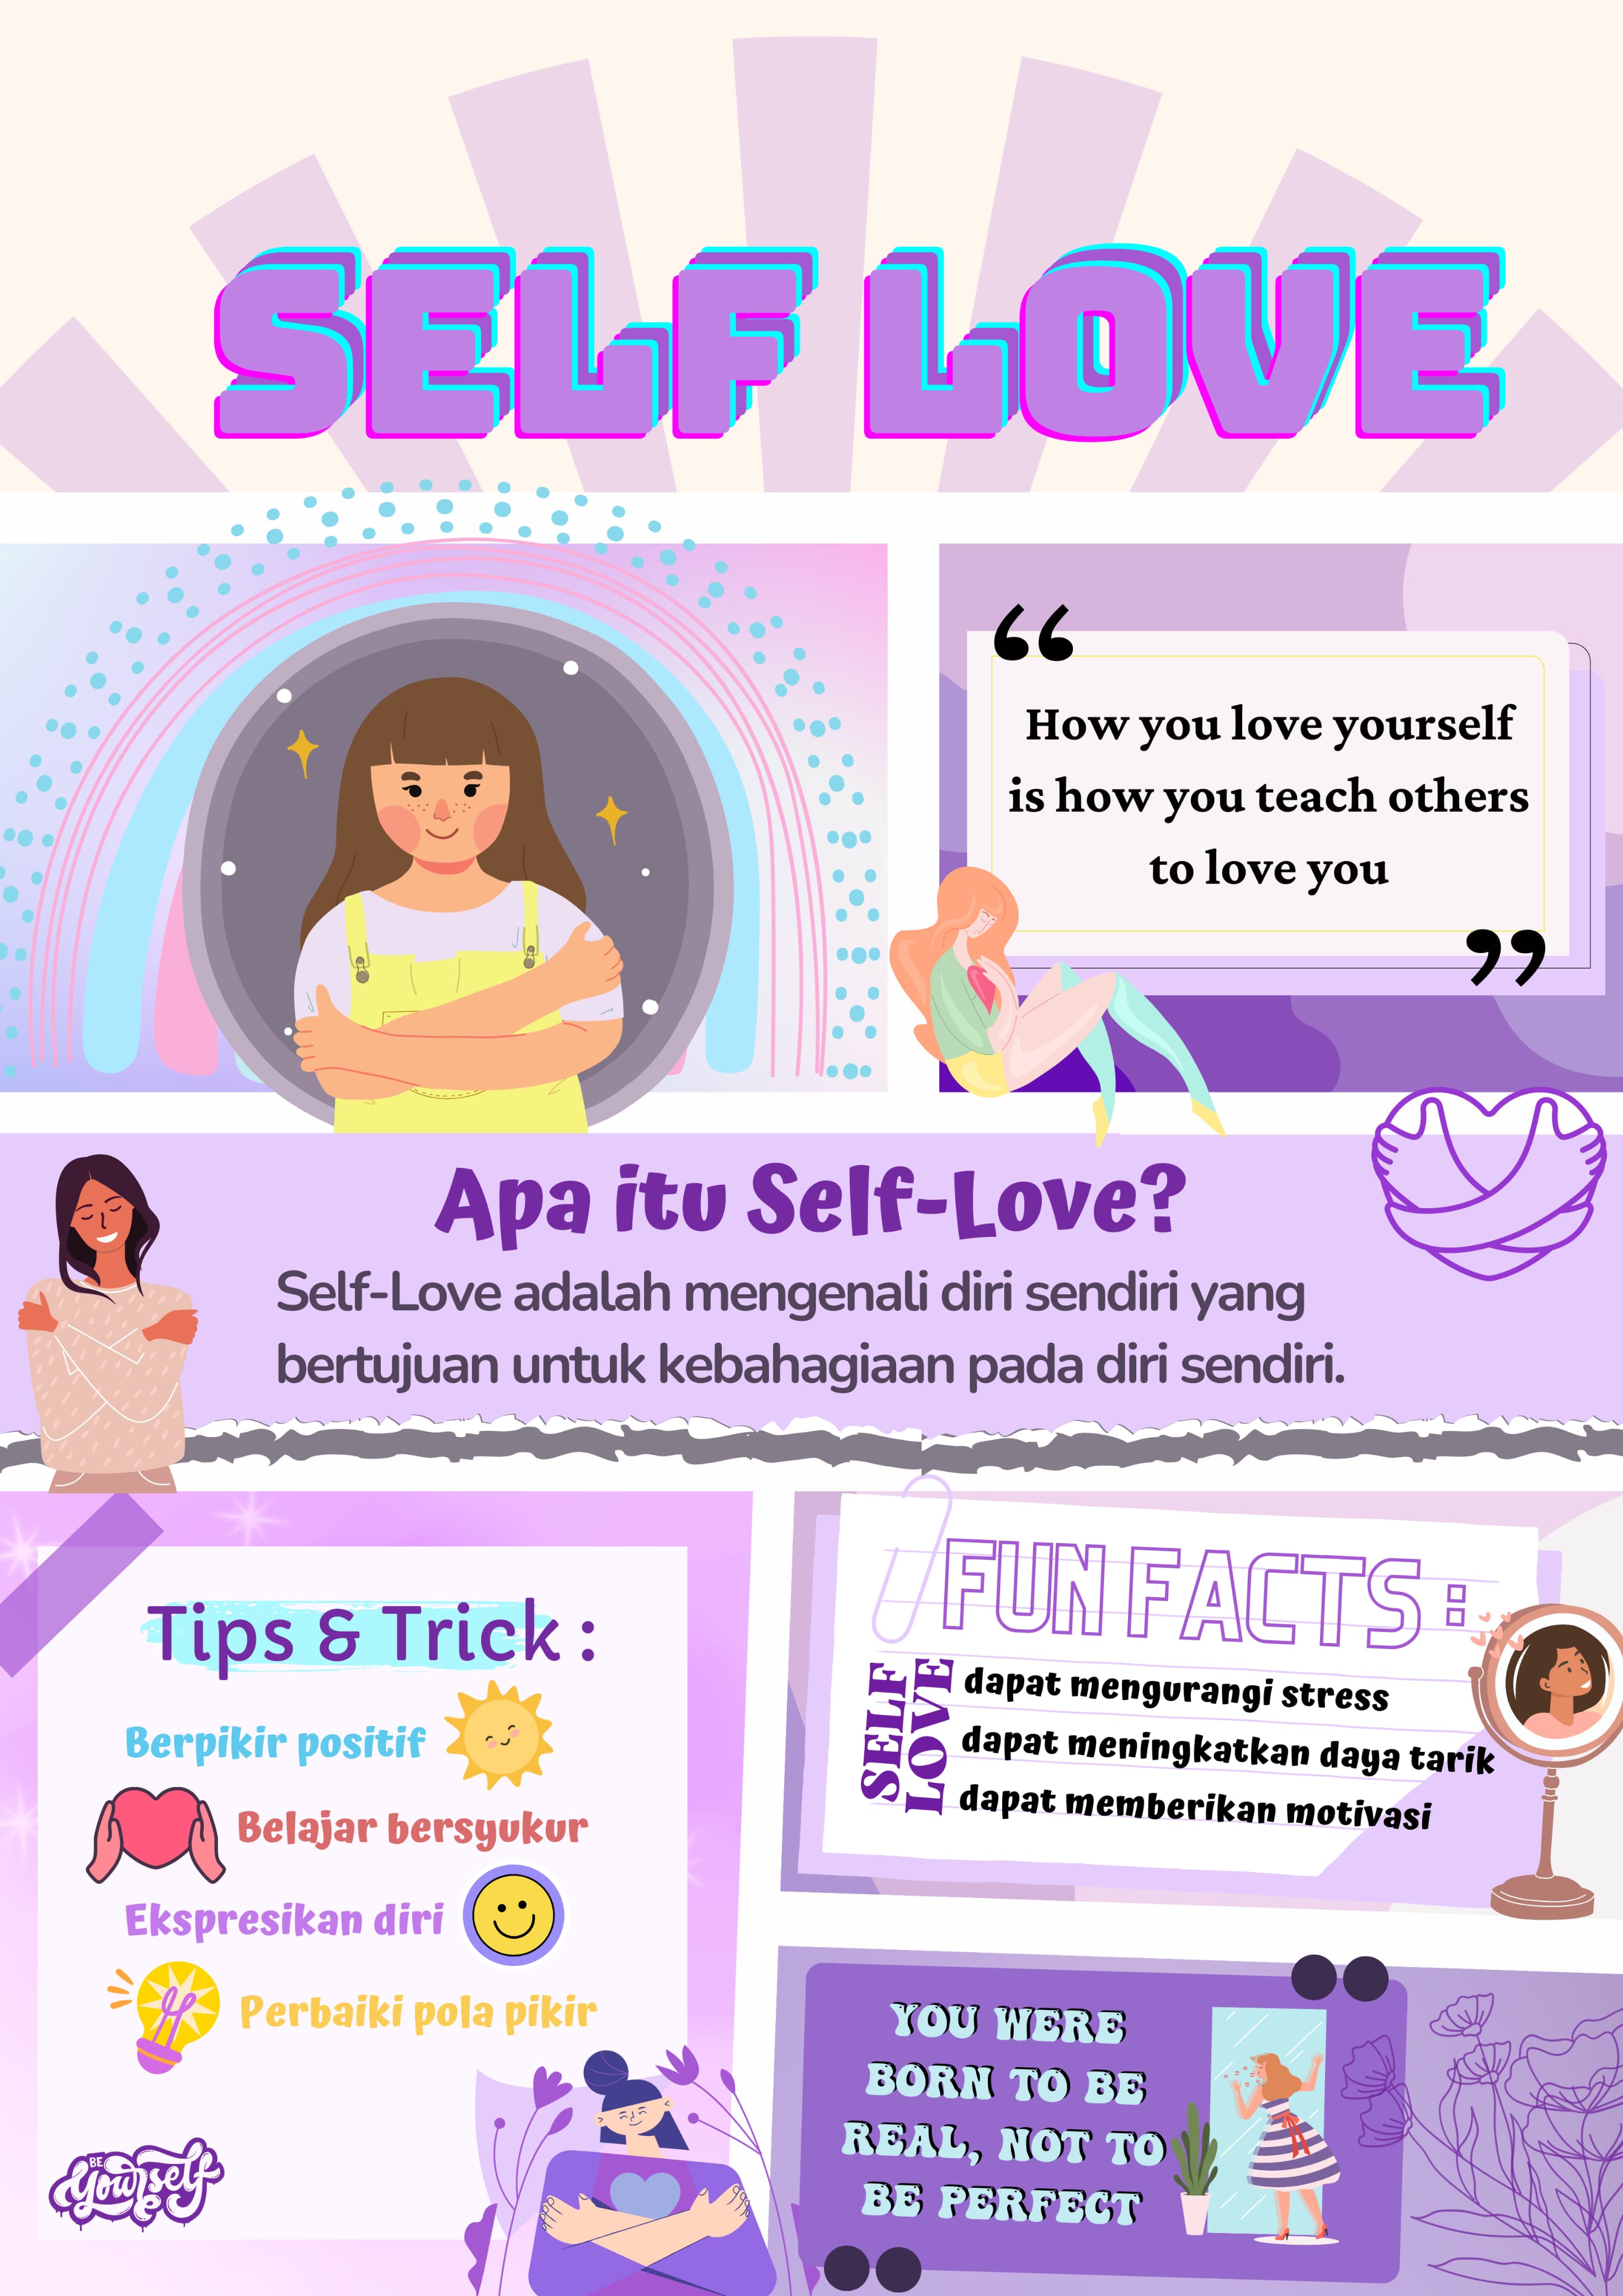 SELF LOVE
“
How you love yourself
is how you teach others
to love you
”
Apa itu Self-Love?
Self-Love adalah mengenali diri sendiri yang
bertujuan untuk kebahagiaan pada diri sendiri.
Tips & Trick :
Berpikir positif
Belajar bersyukur
Ekspresikan diri
Perbaiki pola pikir
BE
yourself
FUN FACTS :
SELF
LOVE
dapat mengurangi stress
dapat meningkatkan daya tarik
dapat memberikan motivasi
YOU WERE
BORN TO BE
REAL, NOT TO
BE PERFECT